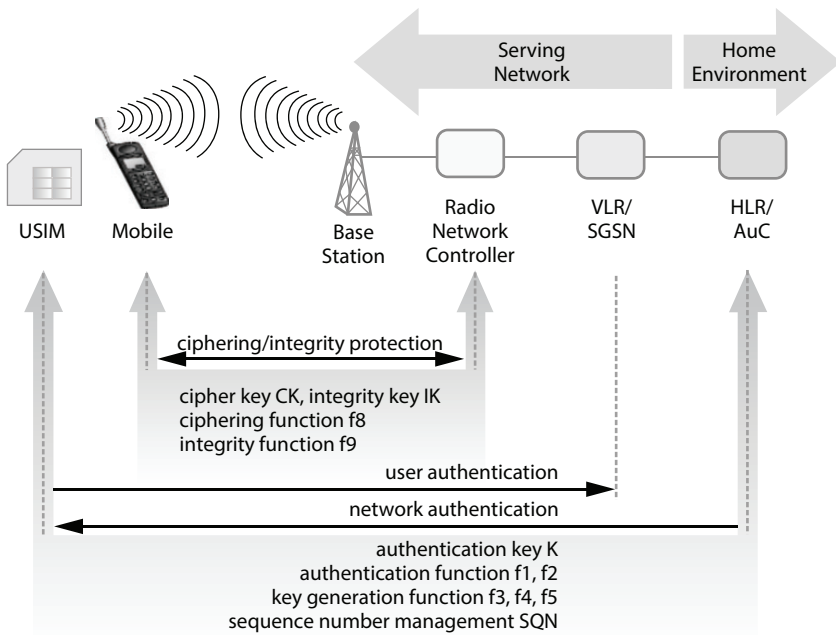 Serving
Network
Home
Environment
USIM
Mobile
Base
Station
Radio
Network
Controller
VLR/
SGSN
HLR/
AuC
ciphering/integrity protection
cipher key CK, integrity key IK
ciphering function f8
integrity function f9
user authentication
network authentication
authentication key K
authentication function f1, f2
key generation function f3, f4, f5
sequence number management SQN